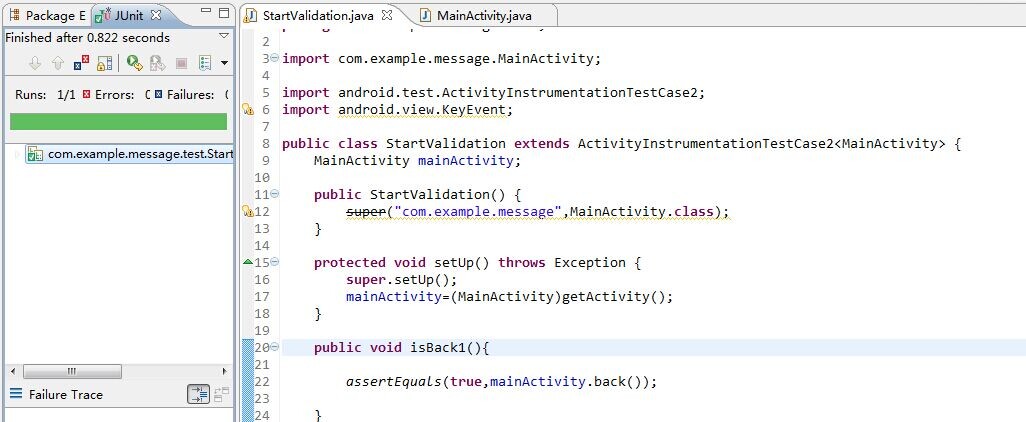 Package E
JUnit
StartValidation.java
MainActivity.java
Finished after 0.822 seconds
Runs: 1/1 Errors: Failures:
com.example.message.test.Start
Failure Trace
2
3 import com.example.message.MainActivity;
4
5 import android.test.ActivityInstrumentationTestCase2;
6 import android.view.KeyEvent;
7
8 public class StartValidation extends ActivityInstrumentationTestCase2<MainActivity> {
9 MainActivity mainActivity;
10
11 public StartValidation() {
12 super("com.example.message",MainActivity.class);
13 }
14
15 protected void setUp() throws Exception {
16 super.setUp();
17 mainActivity=(MainActivity)getActivity();
18 }
19
20 public void isBack1(){
21
22 assertEquals(true,mainActivity.back());
23
24 }